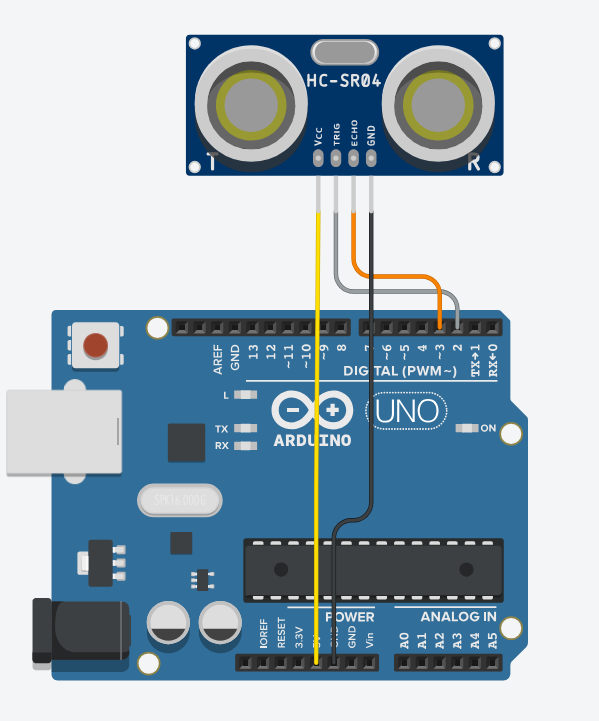 HC-SR04
VCC
TRIG
ECHO
GND
T
R
AREF
GND
13
12
~11
~10
~9
8
7
~6
~5
4
~3
2
TX→1
RX←0
DIGITAL (PWM~)
L
TX
RX
ARDUINO
UNO
ON
SPK16.000G
POWER
ANALOG IN
IOREF
RESET
3.3V
5V
GND
GND
Vin
A0
A1
A2
A3
A4
A5